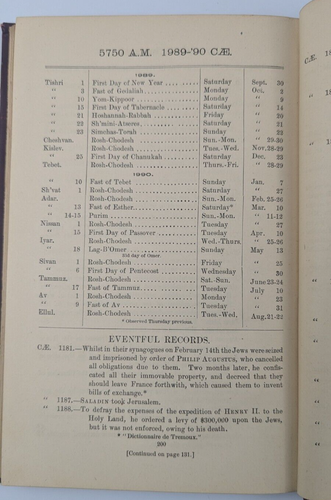 5750 A.M. 1989-'90 CÆ.
1989.
Tishri 1 First Day of New Year Saturday Sept. 30
" 3 Fast of Gedaliah Monday Oct. 2
" 10 Yom-Kippoor Monday " 9
" 15 First Day of Tabernacle Saturday " 14
" 21 Hoshannah-Rabbah Friday " 20
" 22 Sh'mini-Atseres Saturday " 21
" 23 Simchas-Torah Sunday " 22
Cheshvan. Rosh-Chodesh Sun.-Mon. " 29-30
Kislev. Rosh-Chodesh Tues.-Wed. Nov. 28-29
" 25 First Day of Chanukah Saturday Dec. 23
Tebet. Rosh-Chodesh Thurs.-Fri. " 28-29
1990.
" 10 Fast of Tebet Sunday Jan. 7
Sh'vat 1 Rosh-Chodesh Saturday " 27
Adar. Rosh-Chodesh Sun.-Mon. Feb. 25-26
" 13 Fast of Esther Saturday* Mar. 10
" 14-15 Purim Sun.-Mon. " 11-12
Nissan 1 Rosh-Chodesh Tuesday " 27
" 15 First Day of Passover Tuesday Apr. 10
Iyar. Rosh-Chodesh Wed.-Thurs. " 25-26
" 18 Lag-B'Omer Sunday May 13
33d day of Omer.
Sivan 1 Rosh-Chodesh Friday " 25
" 6 First Day of Pentecost Wednesday " 30
Tammuz. Rosh-Chodesh Sat.-Sun. June 23-24
" 17 Fast of Tammuz Tuesday July 10
Av 1 Rosh-Chodesh Monday " 23
" 9 Fast of Av Tuesday " 31
Ellul. Rosh-Chodesh Tues.-Wed. Aug. 21-22
* Observed Thursday previous.
EVENTFUL RECORDS.
CÆ. 1181.—Whilst in their synagogues on February 14th the Jews were seized
and imprisoned by order of PHILIP AUGUSTUS, who cancelled
all obligations due to them. Two months later, he confiscated
all their immovable property, and decreed that they
should leave France forthwith, which caused them to invent
bills of exchange.*
" 1187.—SALADIN took Jerusalem.
" 1188.—To defray the expenses of the expedition of HENRY II. to the
Holy Land, he ordered a levy of $300,000 upon the Jews,
but it was not enforced, owing to his death.
* "Dictionnaire de Tremoux."
200
[Continued on page 131.]